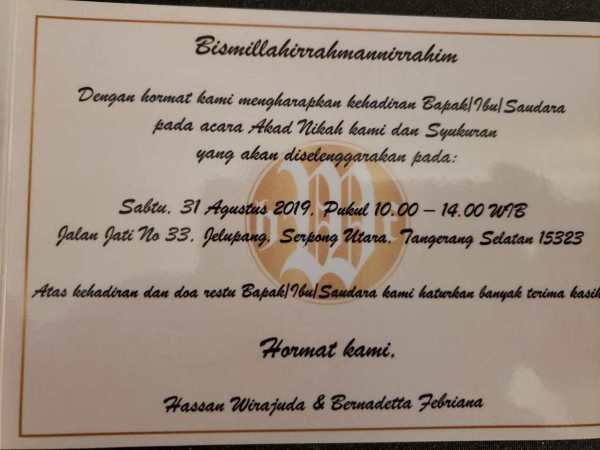 Bismillahirrahmannirrahim
Dengan hormat kami mengharapkan kehadiran Bapak/Ibu/Saudara
pada acara Akad Nikah kami dan Syukuran
yang akan diselenggarakan pada:
Sabtu, 31 Agustus 2019, Pukul 10.00 – 14.00 WIB
Jalan Jati No 33, Jelupang, Serpong Utara, Tangerang Selatan 15323
Atas kehadiran dan doa restu Bapak/Ibu/Saudara kami haturkan banyak terima kasih
Hormat kami,
Hassan Wirajuda & Bernadetta Febriana